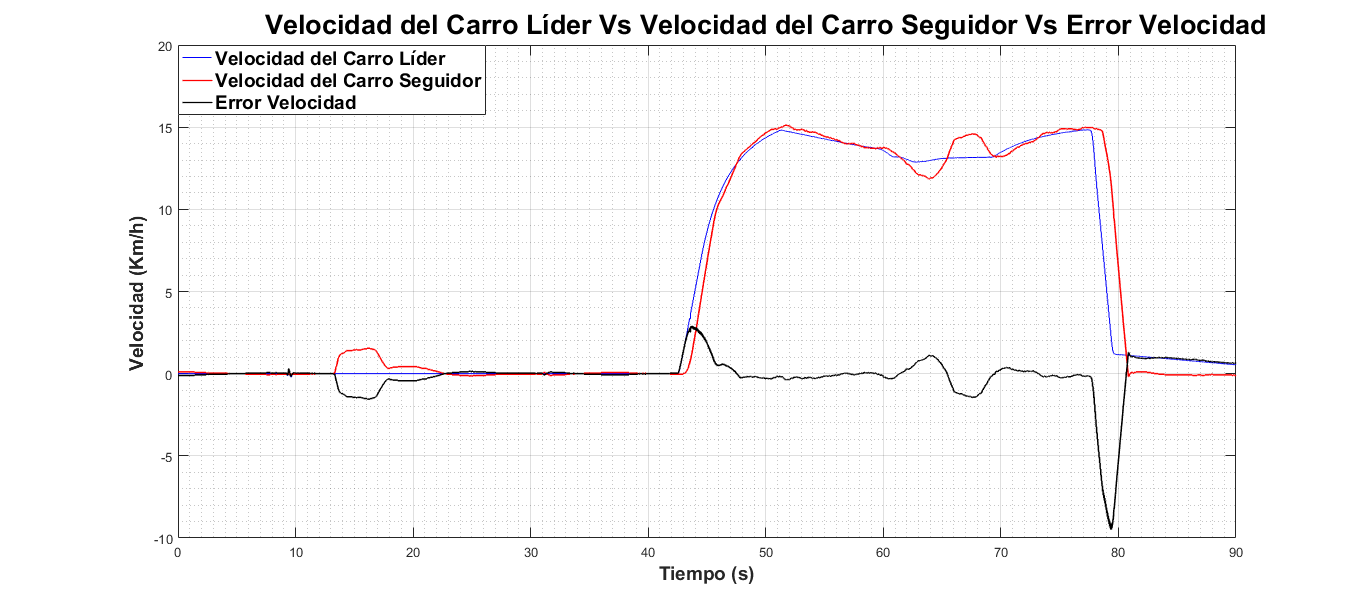 Velocidad del Carro Líder Vs Velocidad del Carro Seguidor Vs Error Velocidad
Velocidad del Carro Líder
Velocidad del Carro Seguidor
Error Velocidad
Velocidad (Km/h)
20
15
10
5
0
-5
-10
0 10 20 30 40 50 60 70 80 90
Tiempo (s)